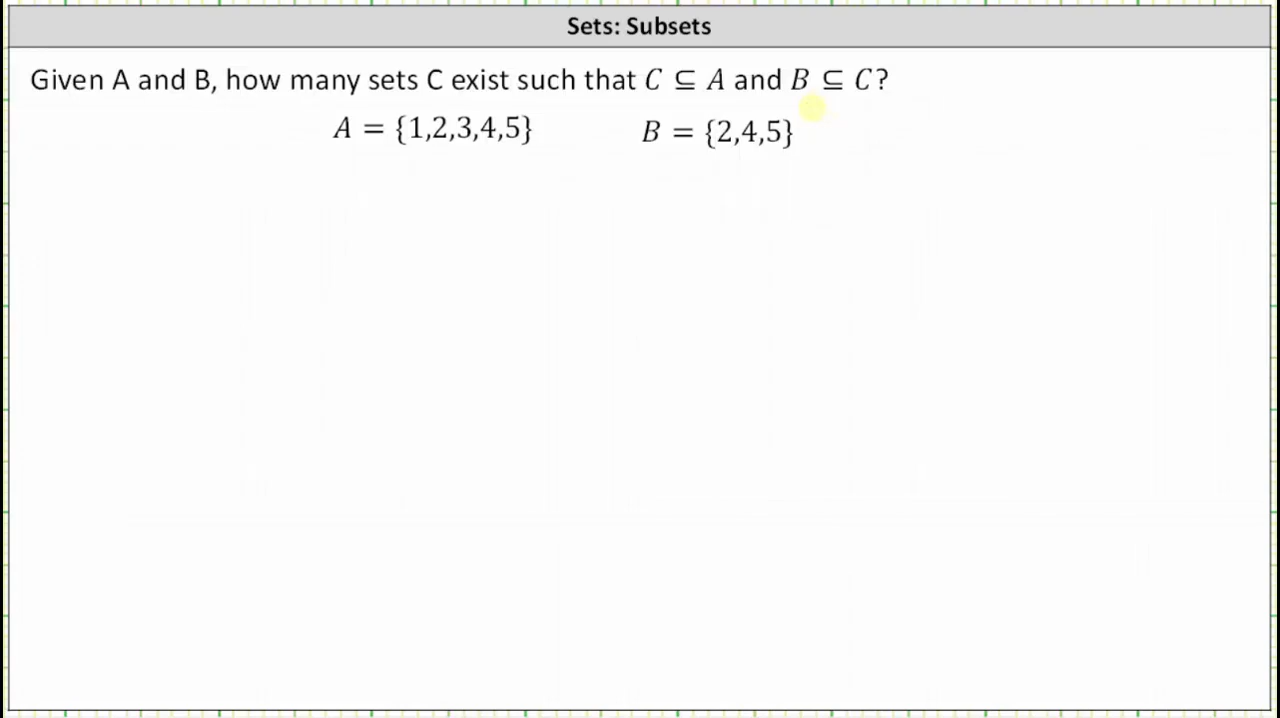 Sets: Subsets
Given A and B, how many sets C exist such that 𝐶 ⊆ 𝐴 and 𝐵 ⊆ 𝐶?
𝐴 = {1,2,3,4,5} 𝐵 = {2,4,5}